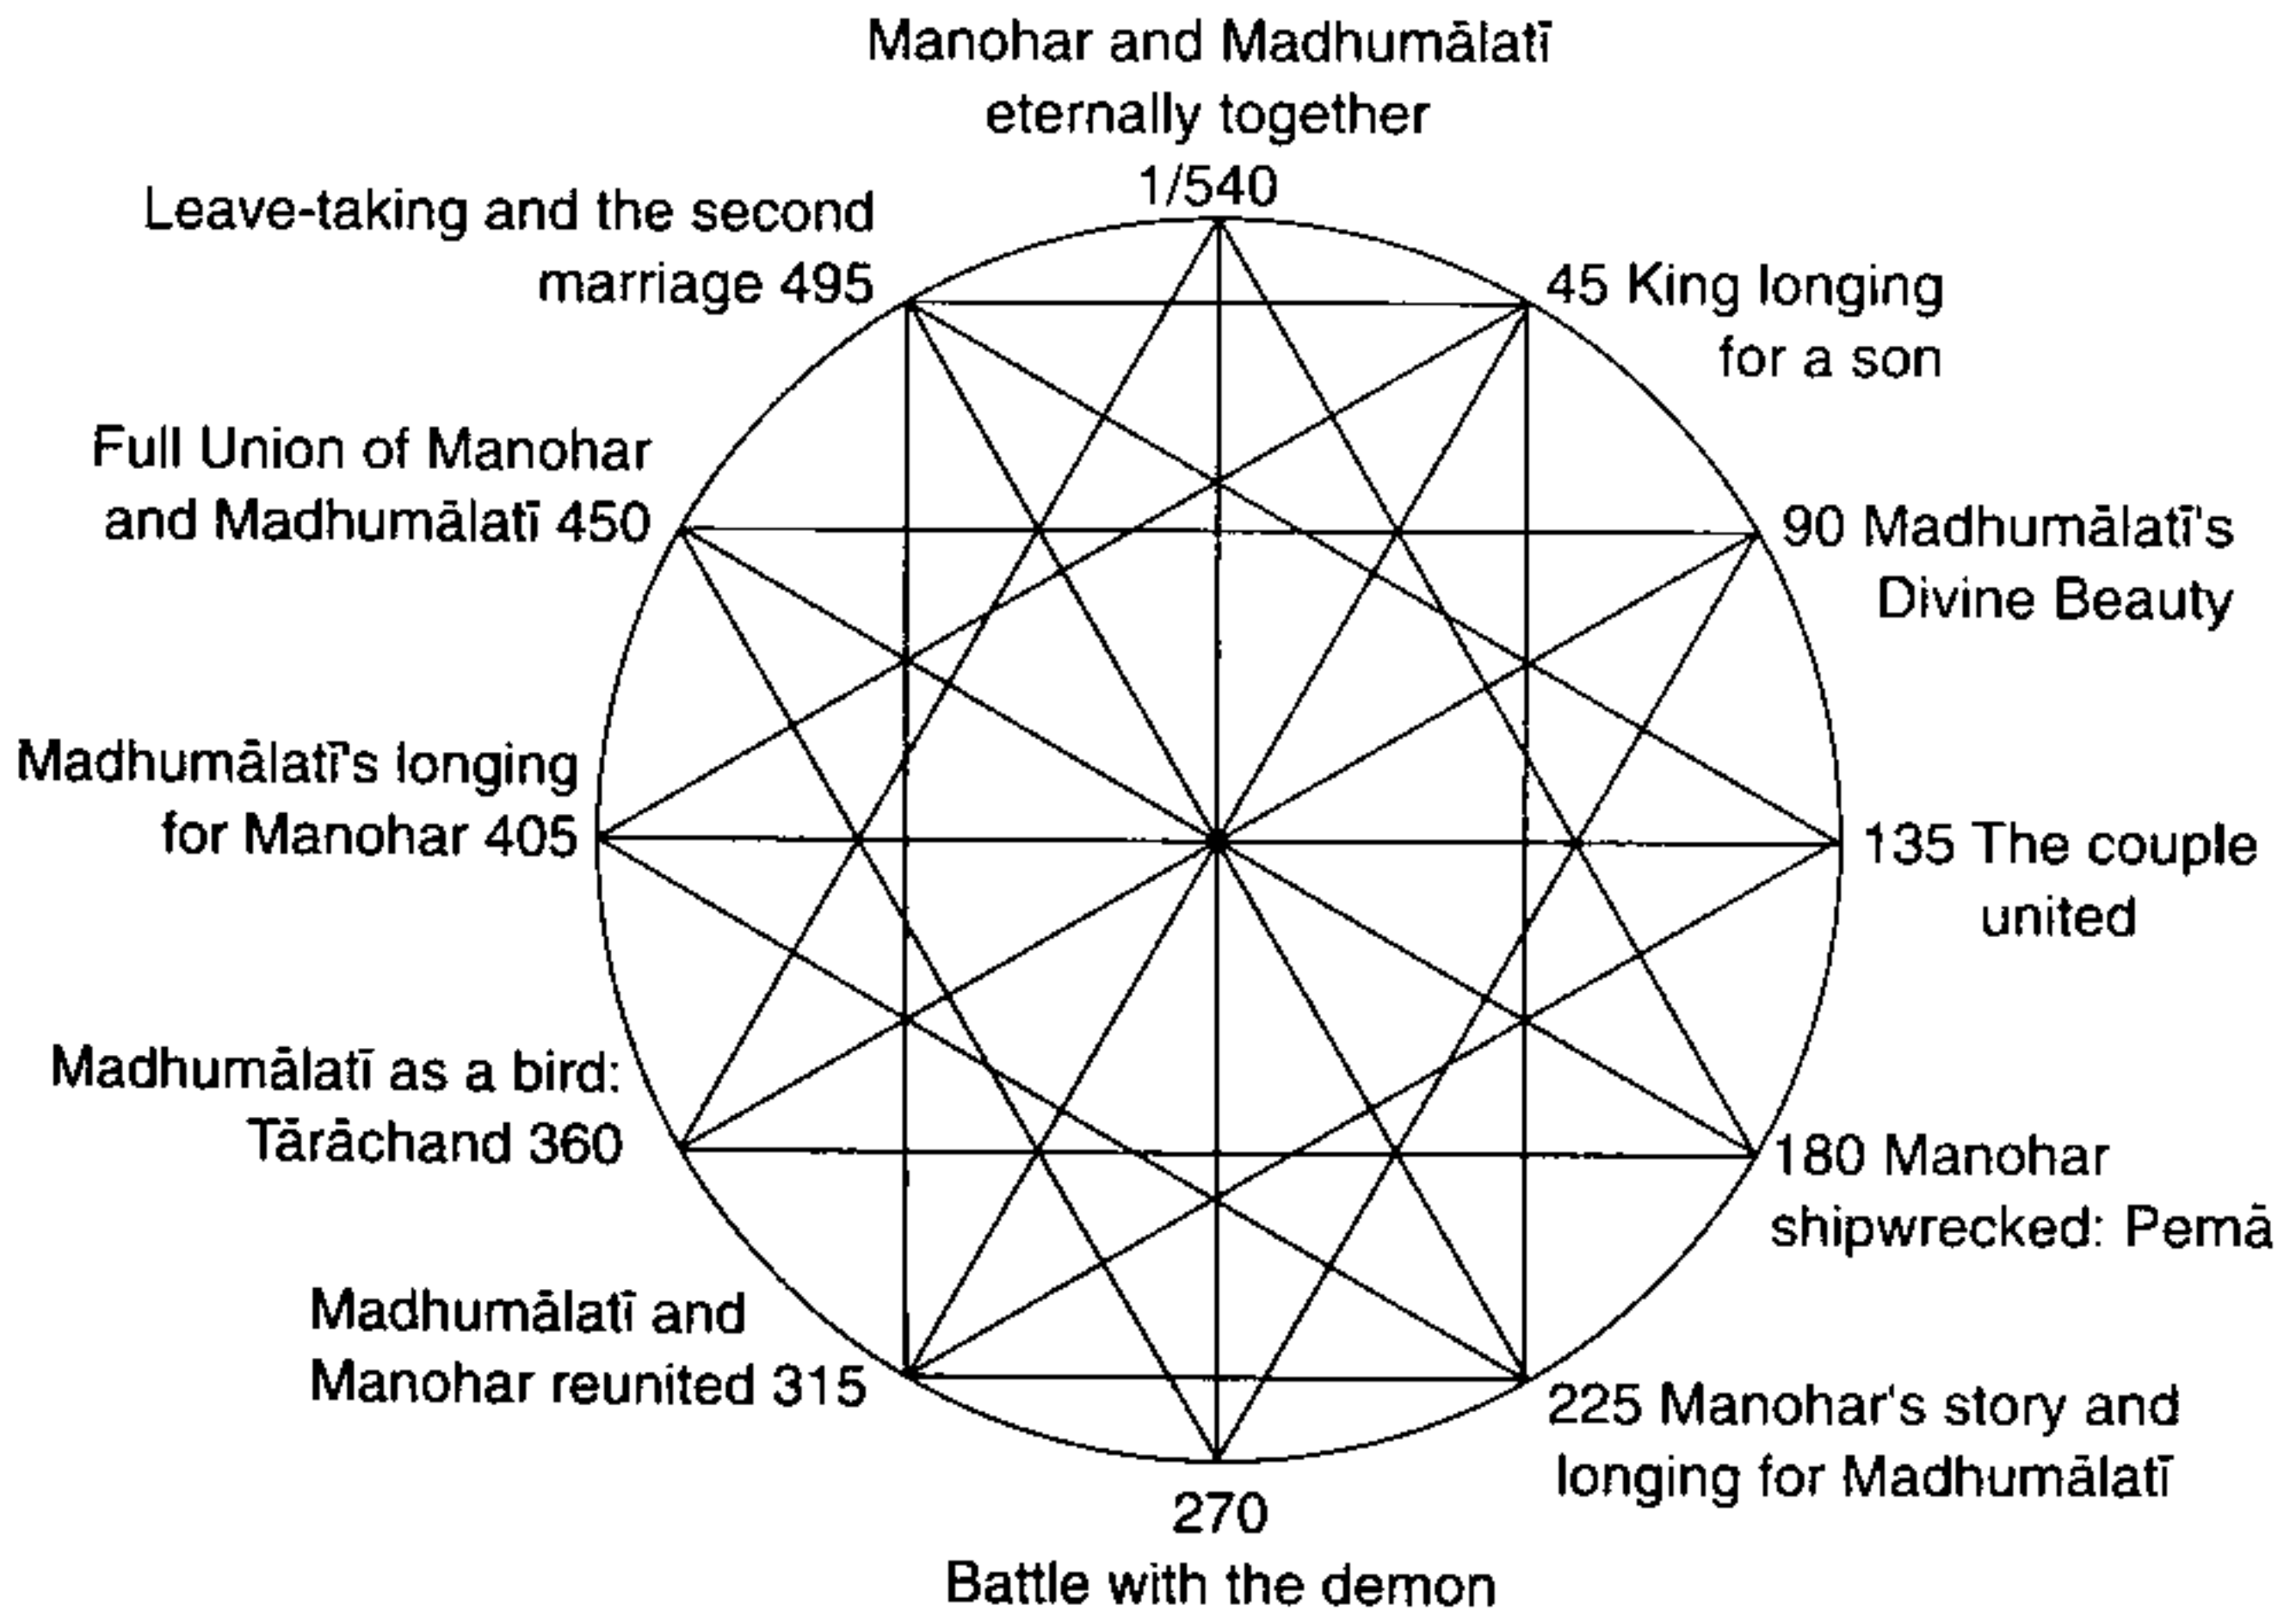 Manohar and Madhumālatī
eternally together
1/540
Leave-taking and the second
marriage 495
45 King longing
for a son
Full Union of Manohar
and Madhumālatī 450
90 Madhumālatī's
Divine Beauty
Madhumālatī's longing
for Manohar 405
135 The couple
united
Madhumālatī as a bird:
Tārāchand 360
180 Manohar
shipwrecked: Pemā
Madhumālatī and
Manohar reunited 315
225 Manohar's story and
longing for Madhumālatī
270
Battle with the demon